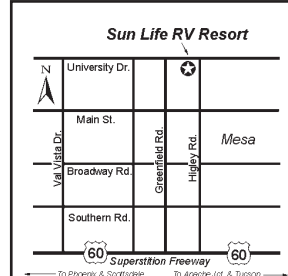 Sun Life RV Resort
N
University Dr.
Main St.
Val Vista Dr.
Greenfield Rd.
Higley Rd.
Mesa
Broadway Rd.
Southern Rd.
60
60
Superstition Freeway
To Phoenix & Scottsdale
To Apache Jct. & Tucson